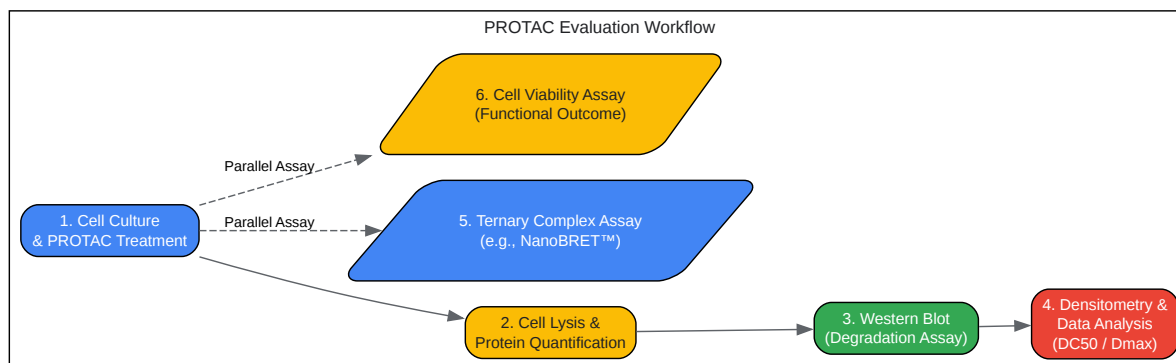 PROTAC Evaluation Workflow
6. Cell Viability Assay
(Functional Outcome)
Parallel Assay
1. Cell Culture
& PROTAC Treatment
Parallel Assay
5. Ternary Complex Assay
(e.g., NanoBRET™)
2. Cell Lysis &
Protein Quantification
3. Western Blot
(Degradation Assay)
4. Densitometry &
Data Analysis
(DC50 / Dmax)